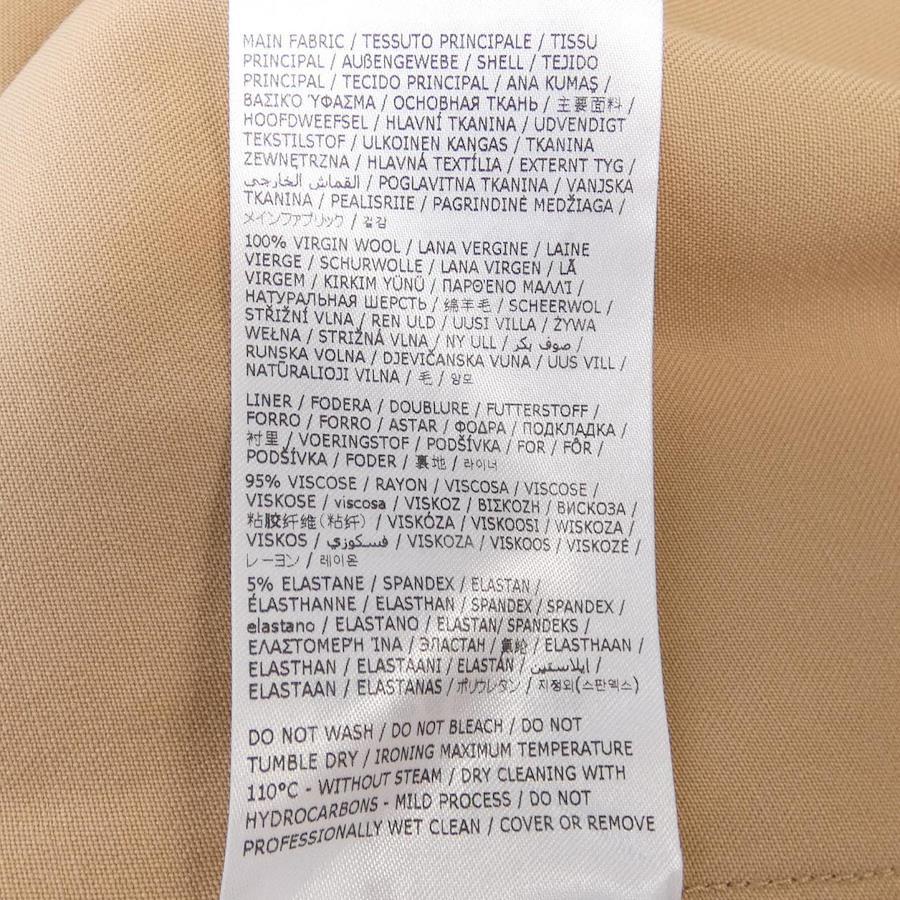 MAIN FABRIC / TESSUTO PRINCIPALE / TISSU
PRINCIPAL / AUßENGEWEBE / SHELL / TEJIDO
PRINCIPAL / TECIDO PRINCIPAL / ANA KUMAŞ /
ΒΑΣΙΚΌ ΎΦΑΣΜΑ / ОСНОВНАЯ ТКАНЬ / 主要面料 /
HOOFDWEEFSEL / HLAVNÍ TKANINA / UDVENDIGT
TEKSTILSTOF / ULKOINEN KANGAS / TKANINA
ZEWNĘTRZNA / HLAVNÁ TEXTÍLIA / EXTERNT TYG /
القماش الخارجي / POGLAVITNA TKANINA / VANJSKA
TKANINA / PEALISRIIE / PAGRINDINĖ MEDŽIAGA /
メインファブリック / 겉감
100% VIRGIN WOOL / LANA VERGINE / LAINE
VIERGE / SCHURWOLLE / LANA VIRGEN / LÃ
VIRGEM / KIRKIM YÜNÜ / ΠΑΡΘΈΝΟ ΜΑΛΛΊ /
НАТУРАЛЬНАЯ ШЕРСТЬ / 绵羊毛 / SCHEERWOL /
STŘIŽNÍ VLNA / REN ULD / UUSI VILLA / ŻYWA
WEŁNA / STRIŽNÁ VLNA / NY ULL / صوف بكر /
RUNSKA VOLNA / DJEVIČANSKA VUNA / UUS VILL /
NATŪRALIOJI VILNA / 毛 / 양모
LINER / FODERA / DOUBLURE / FUTTERSTOFF /
FORRO / FORRO / ASTAR / ΦΟΔΡΑ / ПОДКЛАДКА /
衬里 / VOERINGSTOF / PODŠÍVKA / FOR / FÔR /
PODŠÍVKA / FODER / 裏地 / 라이너
95% VISCOSE / RAYON / VISCOSA / VISCOSE /
VISKOSE / viscosa / VISKOZ / ΒΙΣΚΌΖΗ / ВИСКОЗА /
粘胶纤维(粘纤) / VISKÓZA / VISKOOSI / WISKOZA /
VISKOS / فسكوزي / VISKOZA / VISKOOS / VISKOZĖ /
レーヨン / 레이온
5% ELASTANE / SPANDEX / ELASTAN /
ÉLASTHANNE / ELASTHAN / SPANDEX / SPANDEX /
elastano / ELASTANO / ELASTAN/ SPANDEKS /
ΕΛΑΣΤΟΜΕΡΉ ΊΝΑ / ЭЛАСТАН / 氨纶 / ELASTHAAN /
ELASTHAN / ELASTAANI / ELASTÁN / ايلاستين /
ELASTAAN / ELASTANAS / ポリウレタン / 지정외(스판덱스)
DO NOT WASH / DO NOT BLEACH / DO NOT
TUMBLE DRY / IRONING MAXIMUM TEMPERATURE
110°C - WITHOUT STEAM / DRY CLEANING WITH
HYDROCARBONS - MILD PROCESS / DO NOT
PROFESSIONALLY WET CLEAN / COVER OR REMOVE